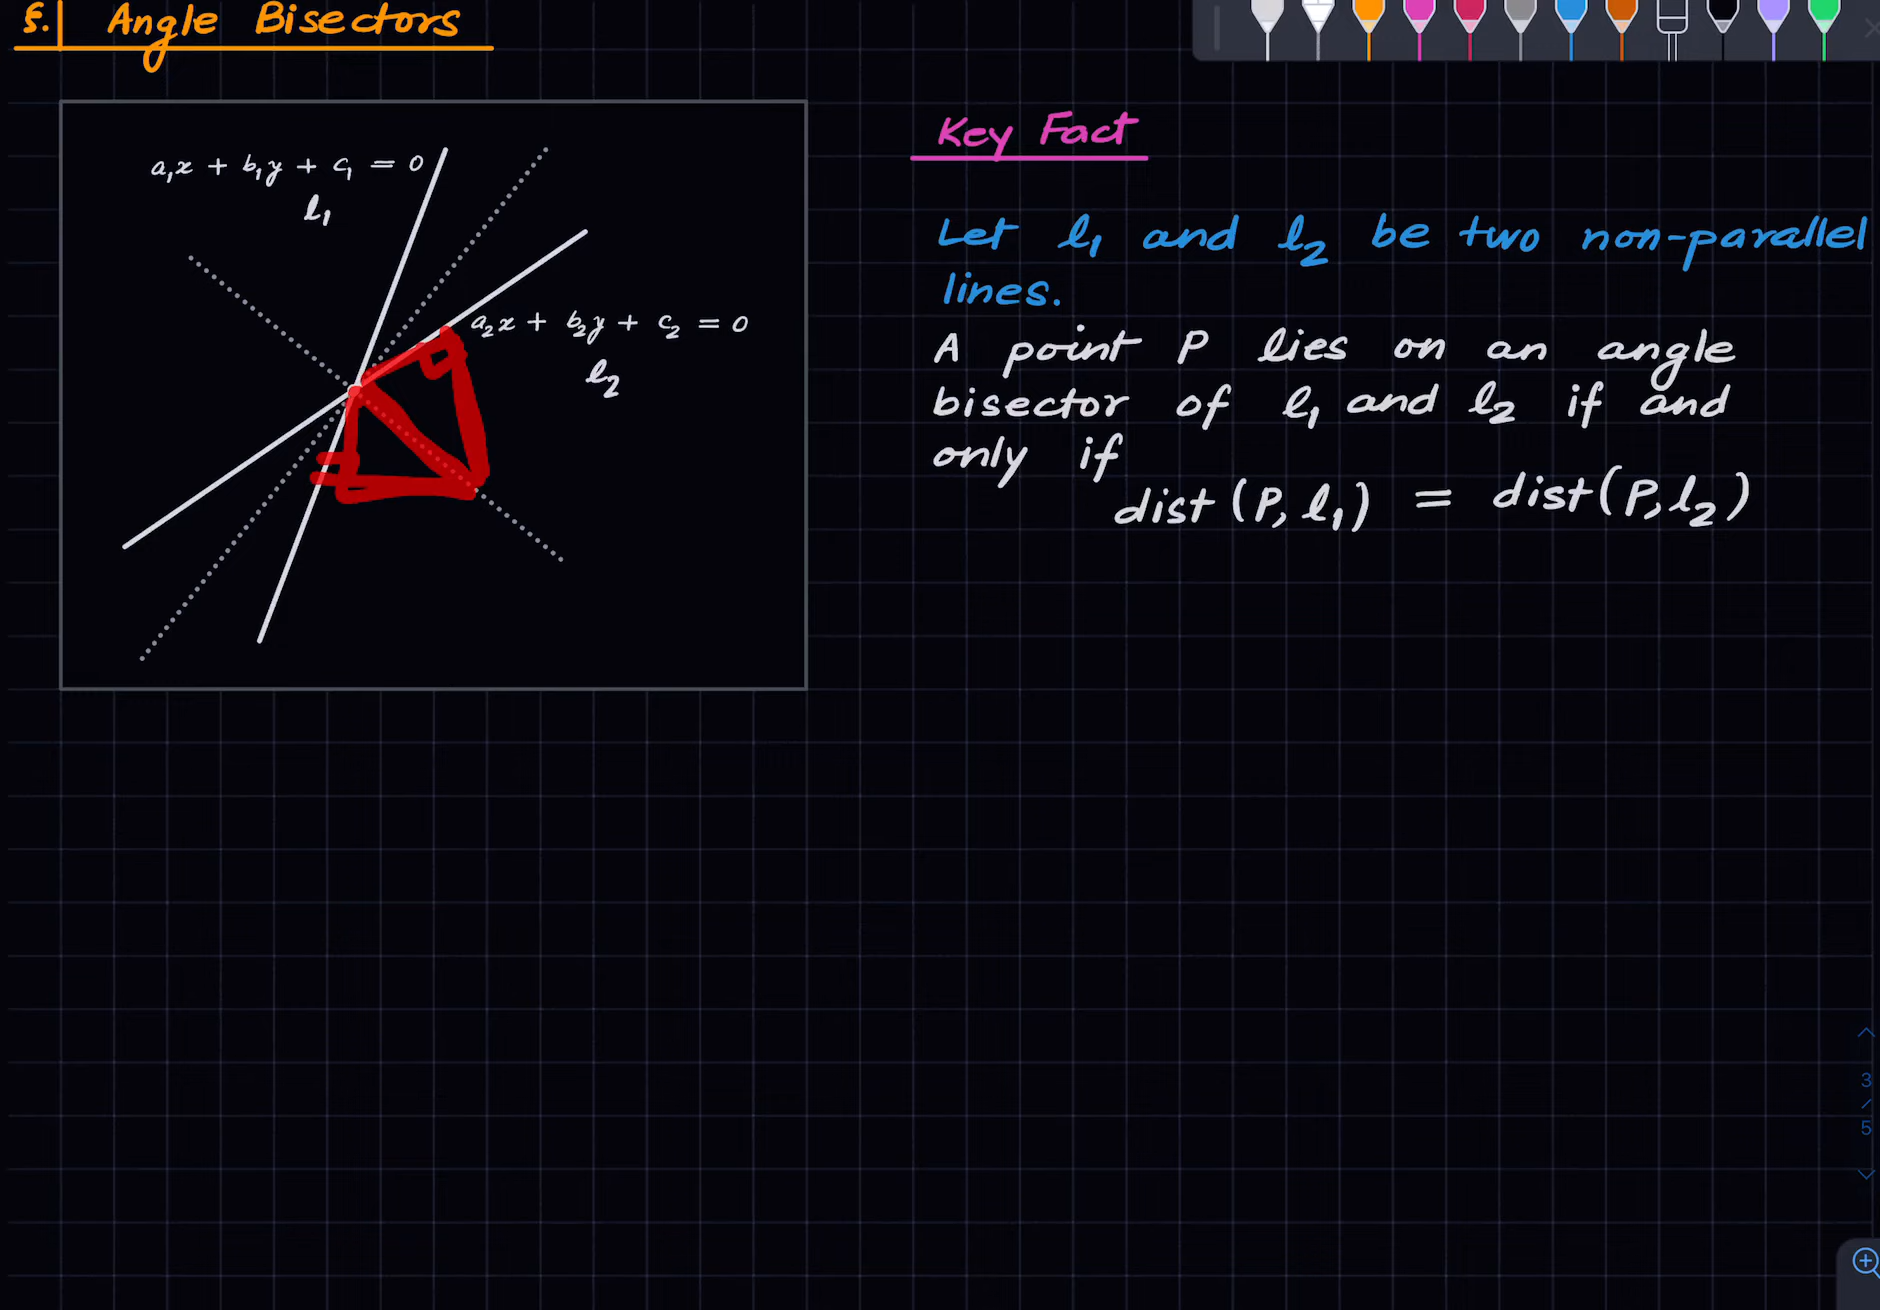 §.| Angle Bisectors
a₁x + b₁y + c₁ = 0
l₁
a₂x + b₂y + c₂ = 0
l₂
Key Fact
Let l₁ and l₂ be two non-parallel
lines.
A point P lies on an angle
bisector of l₁ and l₂ if and
only if
dist (P, l₁) = dist(P, l₂)
3
/
5